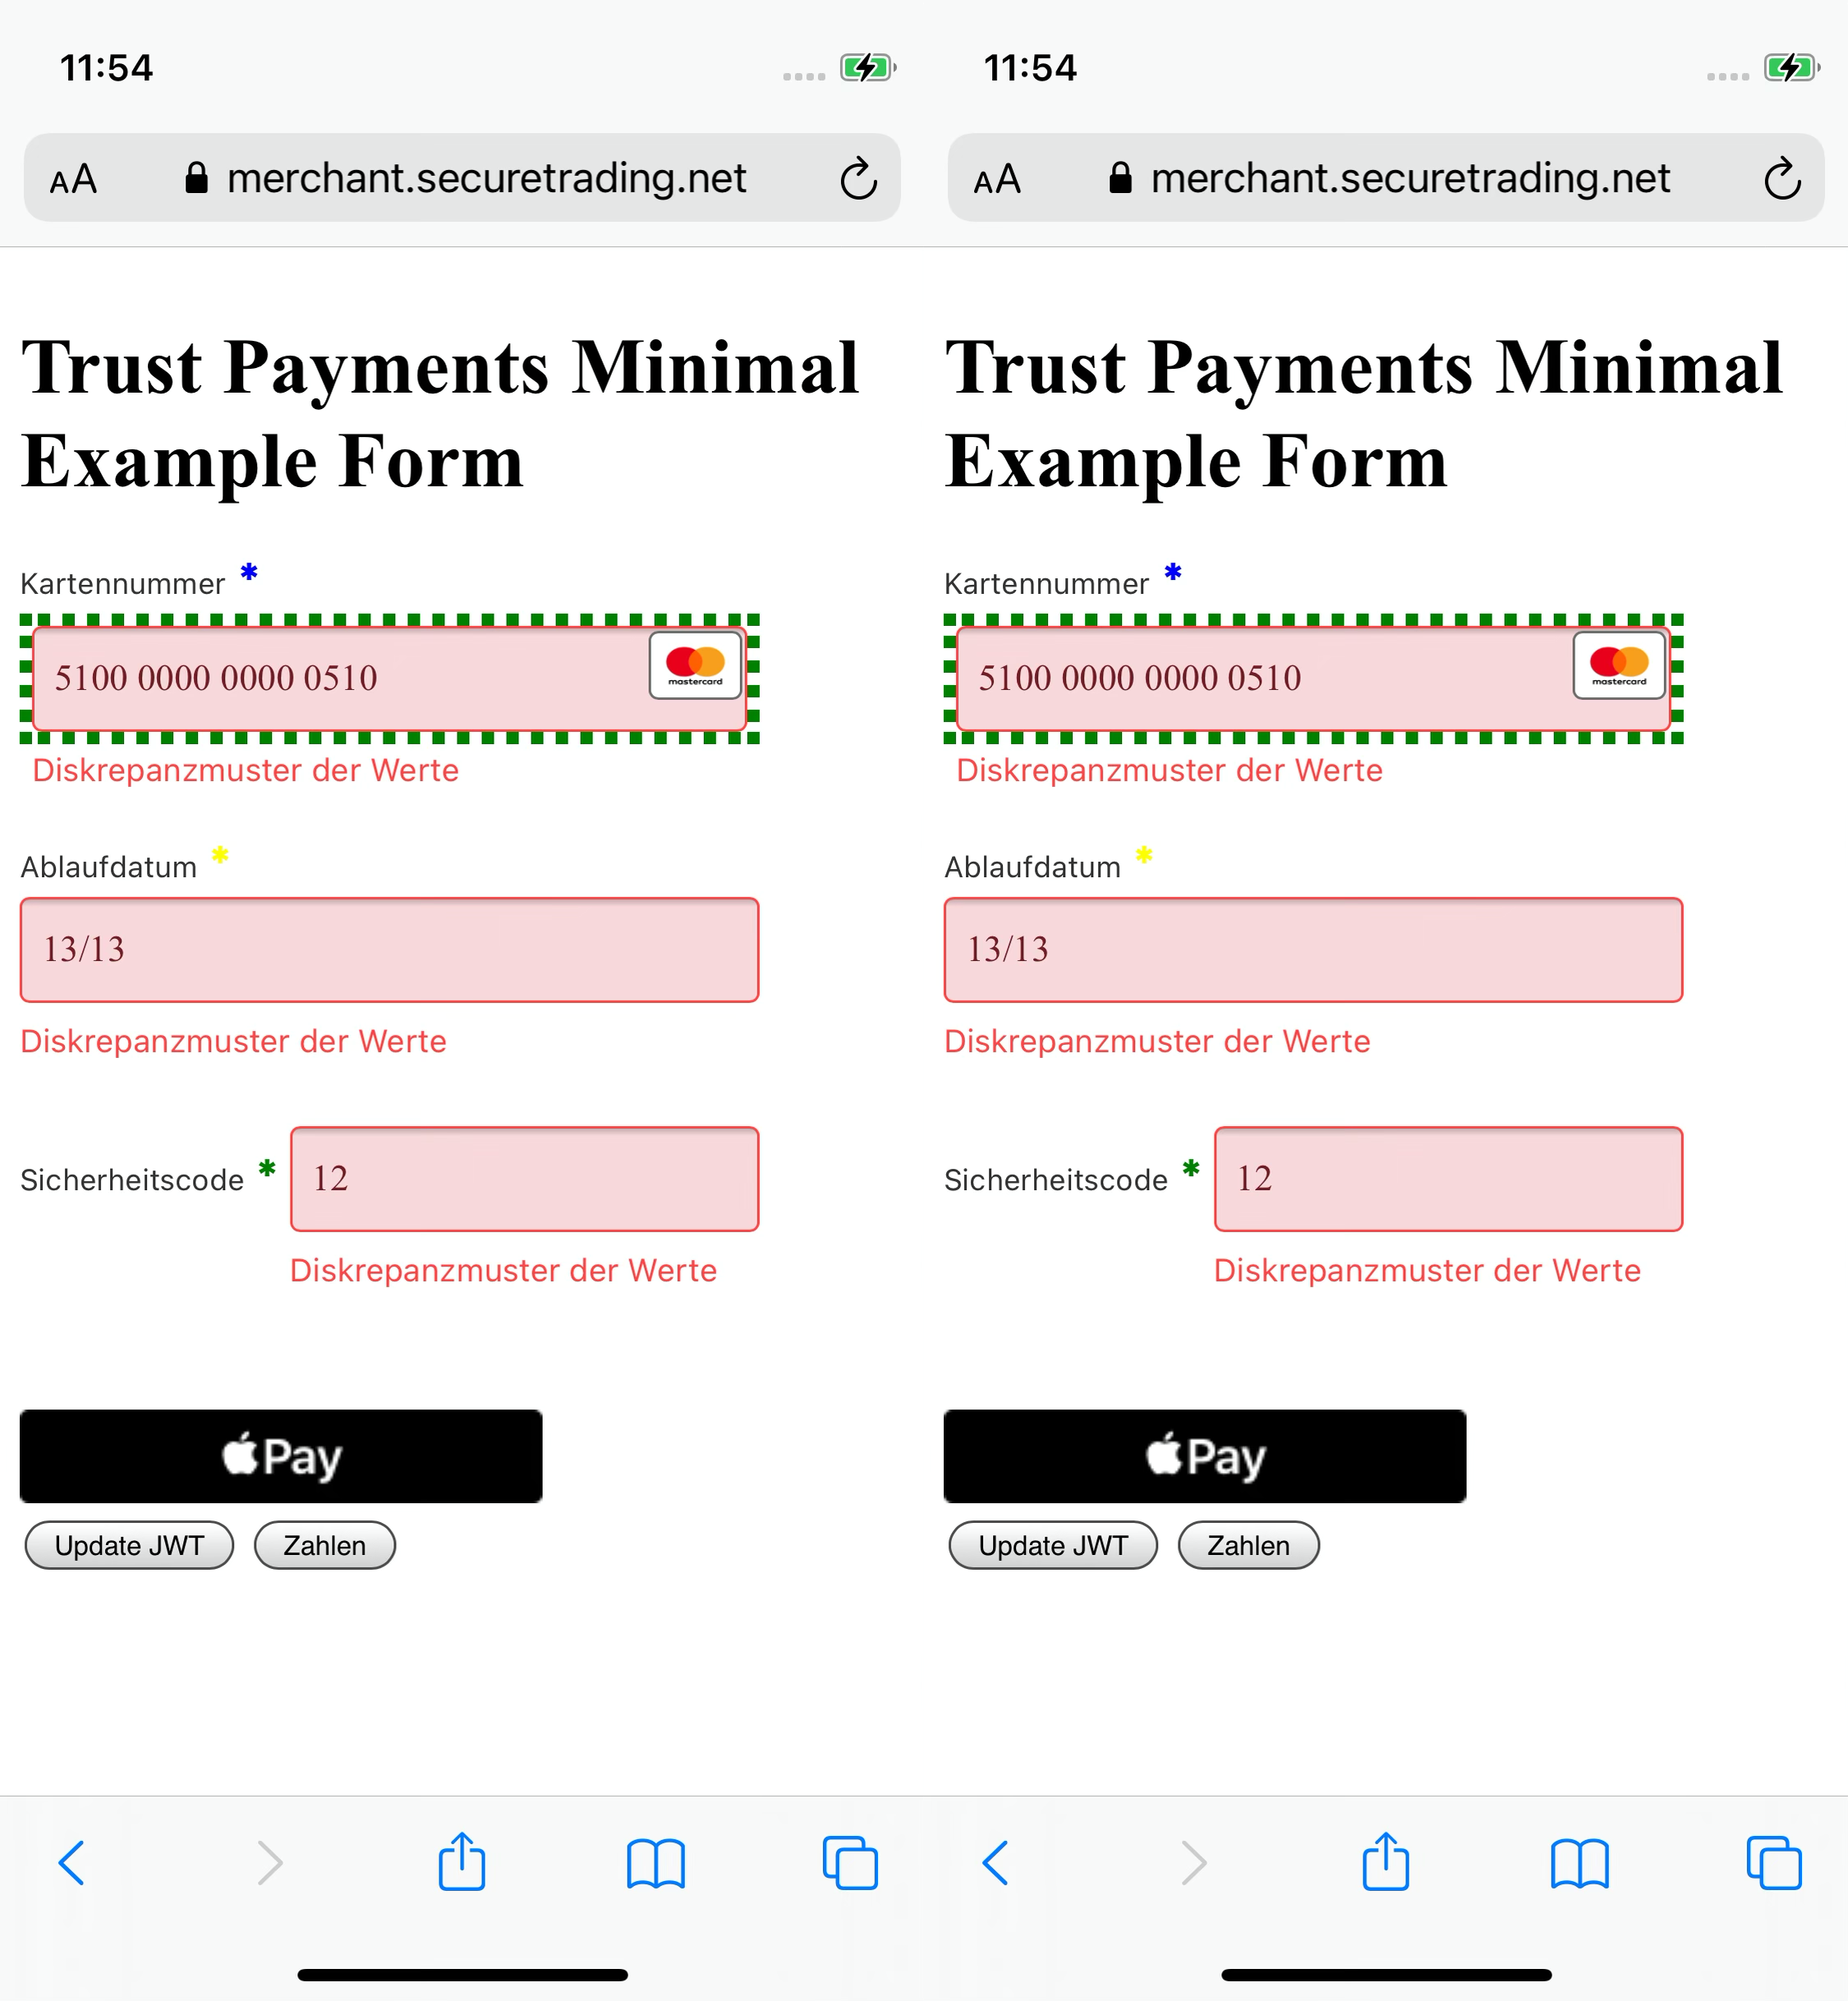 11:54
AA merchant.securetrading.net
Trust Payments Minimal
Example Form
Kartennummer *
5100 0000 0000 0510 mastercard
Diskrepanzmuster der Werte
Ablaufdatum *
13/13
Diskrepanzmuster der Werte
Sicherheitscode * 12
Diskrepanzmuster der Werte
Pay
Update JWT Zahlen
11:54
AA merchant.securetrading.net
Trust Payments Minimal
Example Form
Kartennummer *
5100 0000 0000 0510 mastercard
Diskrepanzmuster der Werte
Ablaufdatum *
13/13
Diskrepanzmuster der Werte
Sicherheitscode * 12
Diskrepanzmuster der Werte
Pay
Update JWT Zahlen